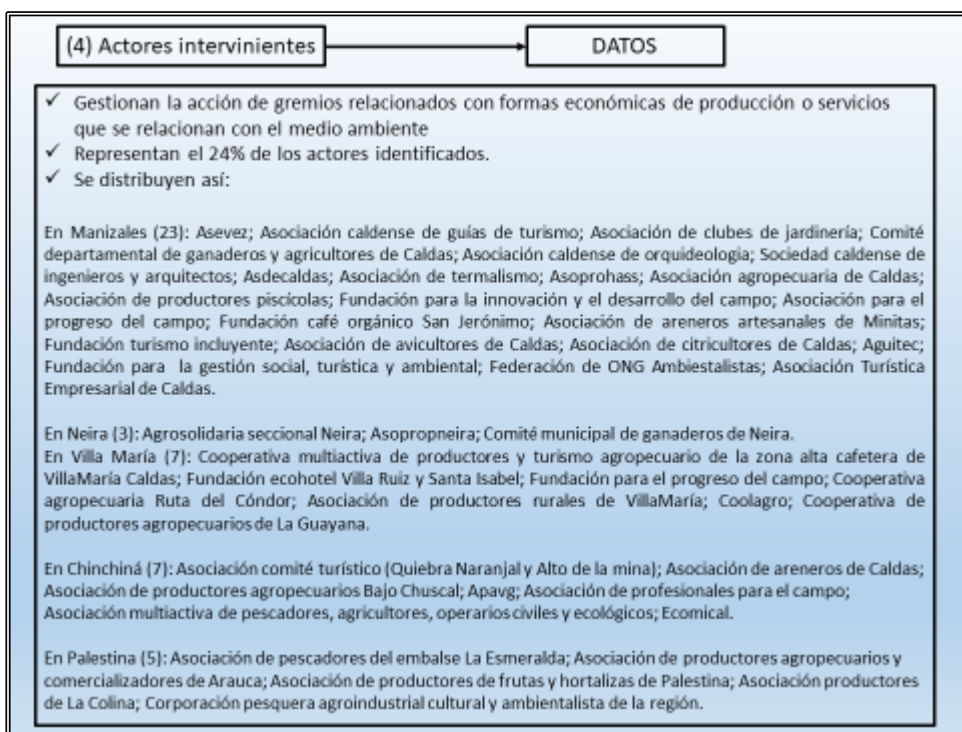 (4) Actores intervinientes
DATOS
✓ Gestionan la acción de gremios relacionados con formas económicas de producción o servicios
que se relacionan con el medio ambiente
✓ Representan el 24% de los actores identificados.
✓ Se distribuyen así:
En Manizales (23): Asevez; Asociación caldense de guías de turismo; Asociación de clubes de jardinería; Comité
departamental de ganaderos y agricultores de Caldas; Asociación caldense de orquideologia; Sociedad caldense de
ingenieros y arquitectos; Asdecaldas; Asociación de termalismo; Asoprohass; Asociación agropecuaria de Caldas;
Asociación de productores piscícolas; Fundación para la innovación y el desarrollo del campo; Asociación para el
progreso del campo; Fundación café orgánico San Jerónimo; Asociación de areneros artesanales de Minitas;
Fundación turismo incluyente; Asociación de avicultores de Caldas; Asociación de citricultores de Caldas; Aguitec;
Fundación para la gestión social, turística y ambiental; Federación de ONG Ambiestalistas; Asociación Turística
Empresarial de Caldas.
En Neira (3): Agrosolidaria seccional Neira; Asopropneira; Comité municipal de ganaderos de Neira.
En Villa María (7): Cooperativa multiactiva de productores y turismo agropecuario de la zona alta cafetera de
VillaMaría Caldas; Fundación ecohotel Villa Ruiz y Santa Isabel; Fundación para el progreso del campo; Cooperativa
agropecuaria Ruta del Cóndor; Asociación de productores rurales de VillaMaría; Coolagro; Cooperativa de
productores agropecuarios de La Guayana.
En Chinchiná (7): Asociación comité turístico (Quiebra Naranjal y Alto de la mina); Asociación de areneros de Caldas;
Asociación de productores agropecuarios Bajo Chuscal; Apavg; Asociación de profesionales para el campo;
Asociación multiactiva de pescadores, agricultores, operarios civiles y ecológicos; Ecomical.
En Palestina (5): Asociación de pescadores del embalse La Esmeralda; Asociación de productores agropecuarios y
comercializadores de Arauca; Asociación de productores de frutas y hortalizas de Palestina; Asociación productores
de La Colina; Corporación pesquera agroindustrial cultural y ambientalista de la región.